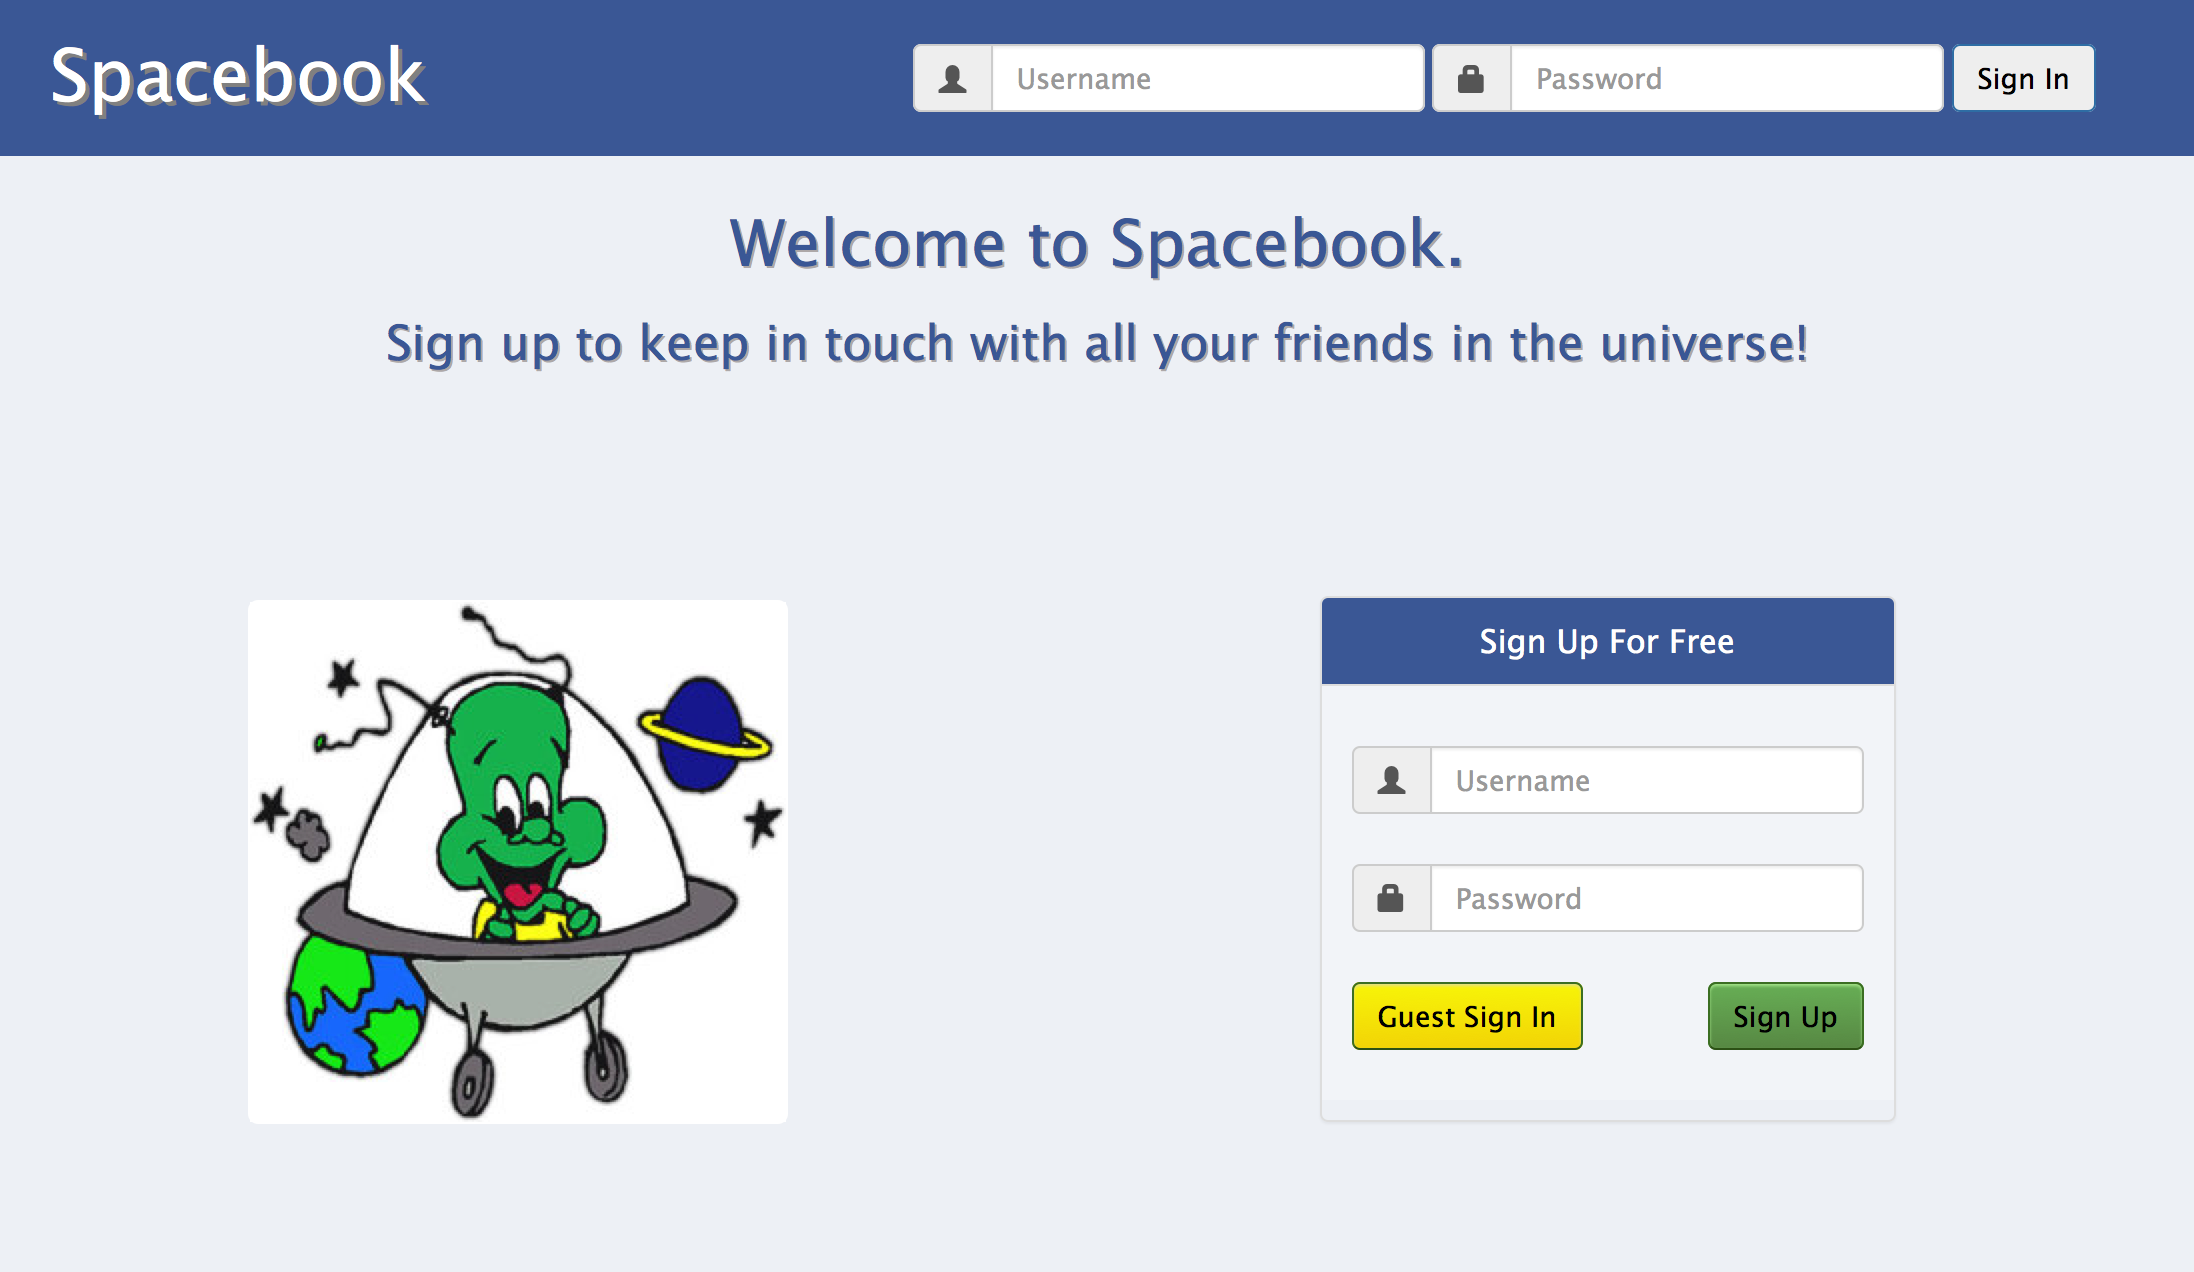 Spacebook
Username Password Sign In
Welcome to Spacebook.
Sign up to keep in touch with all your friends in the universe!
Sign Up For Free
Username
Password
Guest Sign In Sign Up